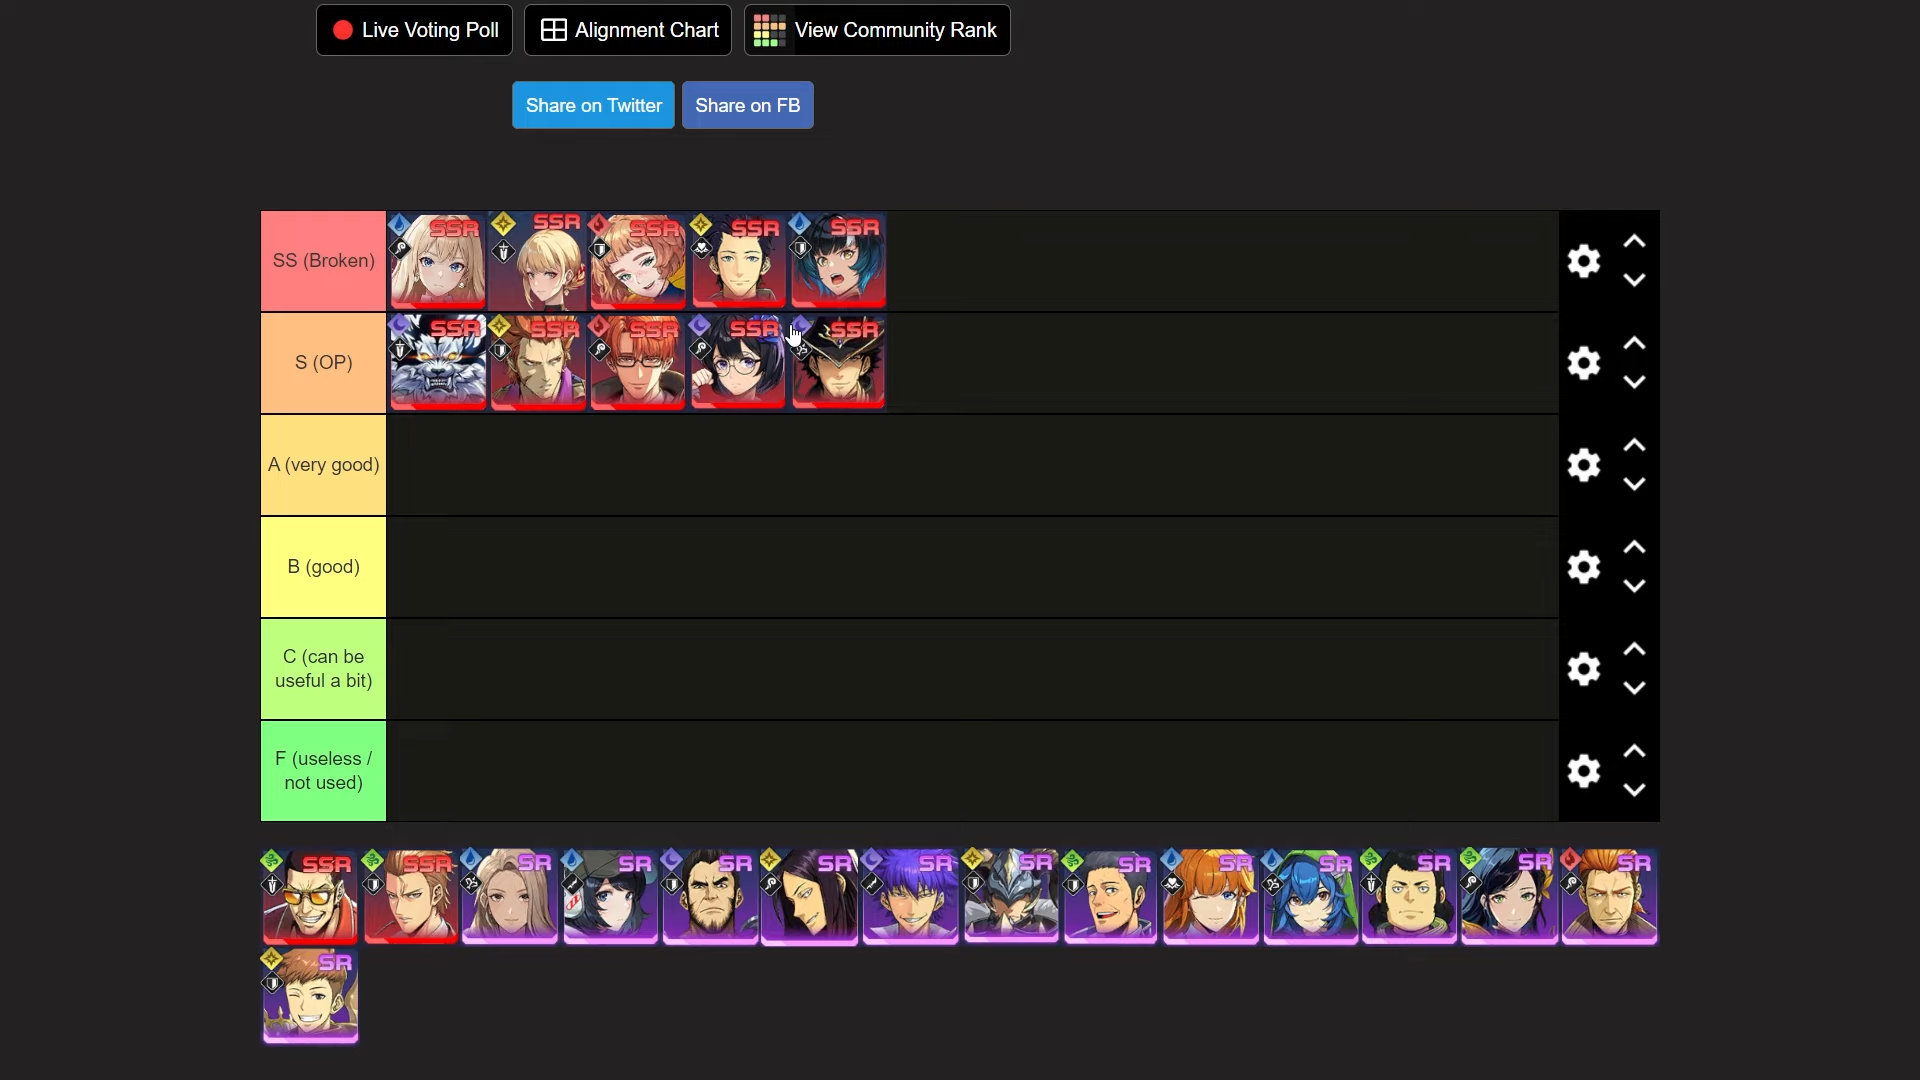 Live Voting Poll
Alignment Chart
View Community Rank
Share on Twitter
Share on FB
SS (Broken)
SSR
SSR
SSR
SSR
SSR
S (OP)
SSR
SSR
SSR
SSR
SSR
A (very good)
B (good)
C (can be
useful a bit)
F (useless /
not used)
SSR
SSR
SR
SR
SR
SR
SR
SR
SR
SR
SR
SR
SR
SR
SR